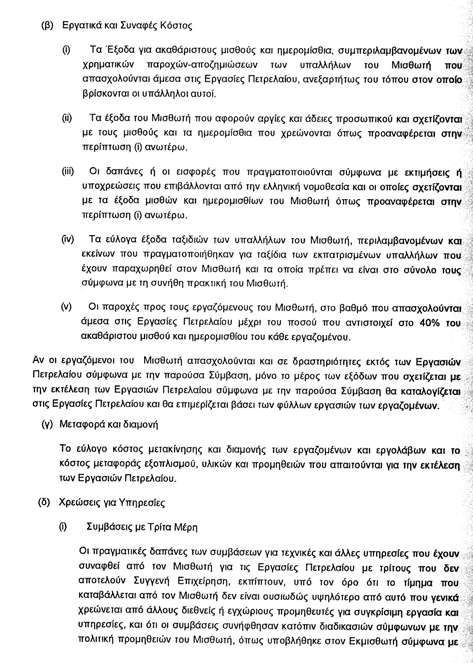 (β) Εργατικά και Συναφές Κόστος
(i) Τα Έξοδα για ακαθάριστους μισθούς και ημερομίσθια, συμπεριλαμβανομένων των
χρηματικών παροχών-αποζημιώσεων των υπαλλήλων του Μισθωτή που
απασχολούνται άμεσα στις Εργασίες Πετρελαίου, ανεξαρτήτως του τόπου στον οποίο
βρίσκονται οι υπάλληλοι αυτοί.
(ii) Τα έξοδα του Μισθωτή που αφορούν αργίες και άδειες προσωπικού και σχετίζονται
με τους μισθούς και τα ημερομίσθια που χρεώνονται όπως προαναφέρεται στην
περίπτωση (i) ανωτέρω.
(iii) Οι δαπάνες ή οι εισφορές που πραγματοποιούνται σύμφωνα με εκτιμήσεις ή
υποχρεώσεις που επιβάλλονται από την ελληνική νομοθεσία και οι οποίες σχετίζονται
με τα έξοδα μισθών και ημερομισθίων του Μισθωτή όπως προαναφέρεται στην
περίπτωση (i) ανωτέρω.
(iv) Τα εύλογα έξοδα ταξιδιών των υπαλλήλων του Μισθωτή, περιλαμβανομένων και
εκείνων που πραγματοποιήθηκαν για ταξίδια των εκπατρισμένων υπαλλήλων που
έχουν παραχωρηθεί στον Μισθωτή και τα οποία πρέπει να είναι στο σύνολο τους
σύμφωνα με τη συνήθη πρακτική του Μισθωτή.
(v) Οι παροχές προς τους εργαζόμενους του Μισθωτή, στο βαθμό που απασχολούνται
άμεσα στις Εργασίες Πετρελαίου μέχρι του ποσού που αντιστοιχεί στο 40% του
ακαθάριστου μισθού και ημερομισθίου του κάθε εργαζομένου.
Αν οι εργαζόμενοι του Μισθωτή απασχολούνται και σε δραστηριότητες εκτός των Εργασιών
Πετρελαίου σύμφωνα με την παρούσα Σύμβαση, μόνο το μέρος των εξόδων που σχετίζεται με
την εκτέλεση των Εργασιών Πετρελαίου σύμφωνα με την παρούσα Σύμβαση θα καταλογίζεται
στις Εργασίες Πετρελαίου και θα επιμερίζεται βάσει των φύλλων εργασιών των εργαζομένων.
(γ) Μεταφορά και διαμονή
Το εύλογο κόστος μετακίνησης και διαμονής των εργαζομένων και εργολάβων και το
κόστος μεταφοράς εξοπλισμού, υλικών και προμηθειών που απαιτούνται για την εκτέλεση
των Εργασιών Πετρελαίου.
(δ) Χρεώσεις για Υπηρεσίες
(i) Συμβάσεις με Τρίτα Μέρη
Οι πραγματικές δαπάνες των συμβάσεων για τεχνικές και άλλες υπηρεσίες που έχουν
συναφθεί από τον Μισθωτή για τις Εργασίες Πετρελαίου με τρίτους που δεν
αποτελούν Συγγενή Επιχείρηση, εκπίπτουν, υπό τον όρο ότι το τίμημα που
καταβάλλεται από τον Μισθωτή δεν είναι ουσιωδώς υψηλότερο από αυτό που γενικά
χρεώνεται από άλλους διεθνείς ή εγχώριους προμηθευτές για συγκρίσιμη εργασία και
υπηρεσίες, και ότι οι συμβάσεις συνήφθησαν κατόπιν διαδικασιών σύμφωνων με την
πολιτική προμηθειών του Μισθωτή, όπως υποβλήθηκε στον Εκμισθωτή σύμφωνα με